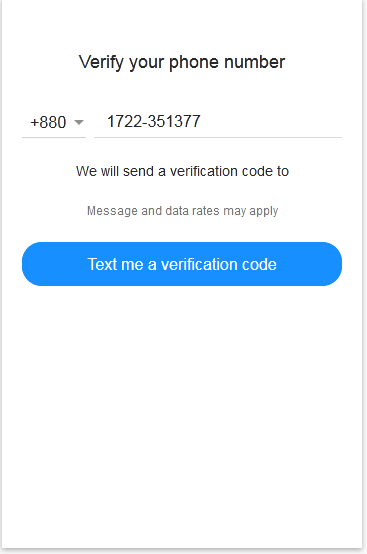 Verify your phone number
+880 1722-351377
We will send a verification code to
Message and data rates may apply
Text me a verification code